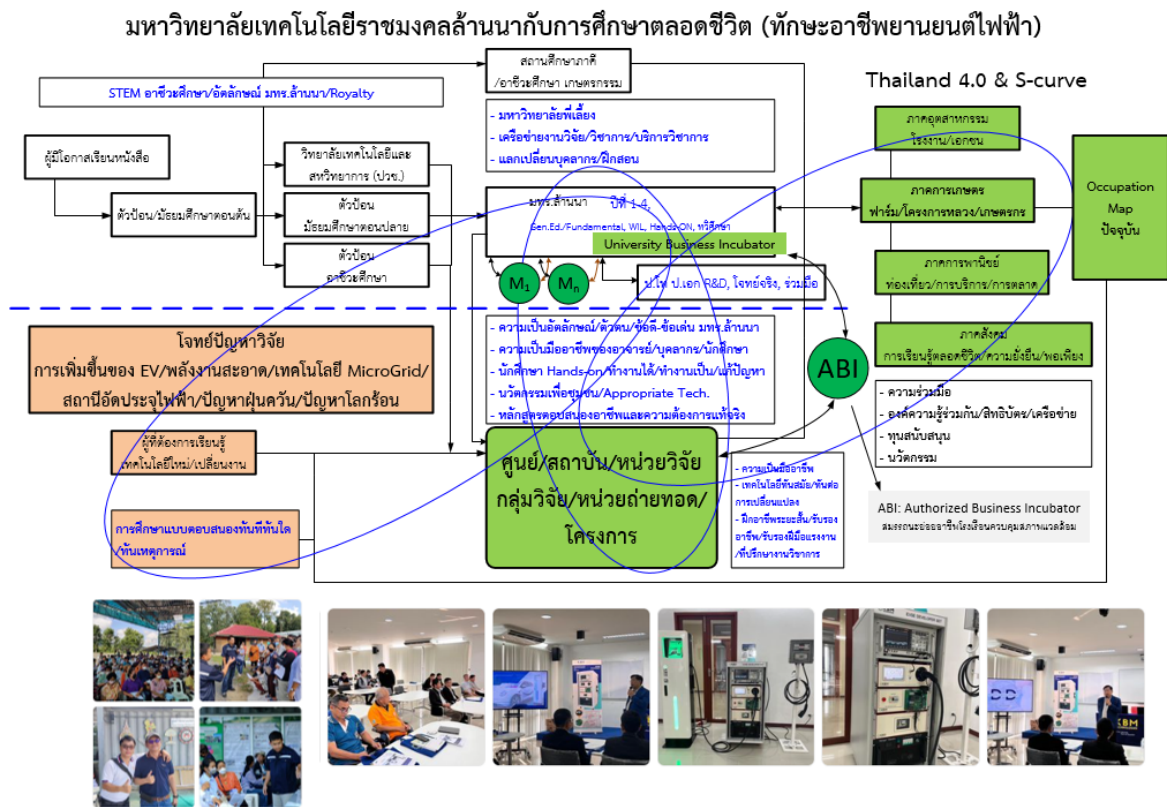 มหาวิทยาลัยเทคโนโลยีราชมงคลล้านนากับการศึกษาตลอดชีวิต (ทักษะอาชีพยานยนต์ไฟฟ้า)
สถานศึกษาภาคี
/อาชีวะศึกษา เกษตรกรรม
Thailand 4.0 & S-curve
STEM อาชีวะศึกษา/อัตลักษณ์ มทร.ล้านนา/Royalty
- มหาวิทยาลัยพี่เลี้ยง
- เครือข่ายงานวิจัย/วิชาการ/บริการวิชาการ
- แลกเปลี่ยนบุคลากร/ฝึกสอน
ภาคอุตสาหกรรม
โรงงาน/เอกชน
ผู้มีโอกาสเรียนหนังสือ
วิทยาลัยเทคโนโลยีและ
สหวิทยาการ (ปวช.)
ตัวป้อน/มัธยมศึกษาตอนต้น
ตัวป้อน
มัธยมศึกษาตอนปลาย
ตัวป้อน
อาชีวะศึกษา
มทร.ล้านนา ปีที่ 1-4,
Gen.Ed./Fundamental, WIL, Hands-ON, ทวิศึกษา
University Business Incubator
M1
Mn
ป.โท ป.เอก R&D, โจทย์จริง, ร่วมมือ
ภาคการเกษตร
ฟาร์ม/โครงการหลวง/เกษตรกร
Occupation
Map
ปัจจุบัน
ภาคการพานิชย์
ท่องเที่ยว/การบริการ/การตลาด
ภาคสังคม
การเรียนรู้ตลอดชีวิต/ความยั่งยืน/พอเพียง
โจทย์ปัญหาวิจัย
การเพิ่มขึ้นของ EV/พลังงานสะอาด/เทคโนโลยี MicroGrid/
สถานีอัดประจุไฟฟ้า/ปัญหาฝุ่นควัน/ปัญหาโลกร้อน
- ความเป็นอัตลักษณ์/ตัวตน/ข้อดี-ข้อเด่น มทร.ล้านนา
- ความเป็นมืออาชีพของอาจารย์/บุคลากร/นักศึกษา
- นักศึกษา Hands-on/ทำงานได้/ทำงานเป็น/แก้ปัญหา
- นวัตกรรมเพื่อชุมชน/Appropriate Tech.
- หลักสูตรตอบสนองอาชีพและความต้องการแท้จริง
ABI
- ความร่วมมือ
- องค์ความรู้ร่วมกัน/สิทธิบัตร/เครือข่าย
- ทุนสนับสนุน
- นวัตกรรม
ผู้ที่ต้องการเรียนรู้
เทคโนโลยีใหม่/เปลี่ยนงาน
ศูนย์/สถาบัน/หน่วยวิจัย
กลุ่มวิจัย/หน่วยถ่ายทอด/
โครงการ
- ความเป็นมืออาชีพ
- เทคโนโลยีทันสมัย/ทันต่อ
การเปลี่ยนแปลง
- ฝึกอาชีพระยะสั้น/รับรอง
อาชีพ/รับรองฝีมือแรงงาน
/ที่ปรึกษางานวิชาการ
ABI: Authorized Business Incubator
สมรรถนะย่อยอาชีพโรงเรือนควบคุมสภาพแวดล้อม
การศึกษาแบบตอบสนองทันทีทันใด
/ทันเหตุการณ์
KBM